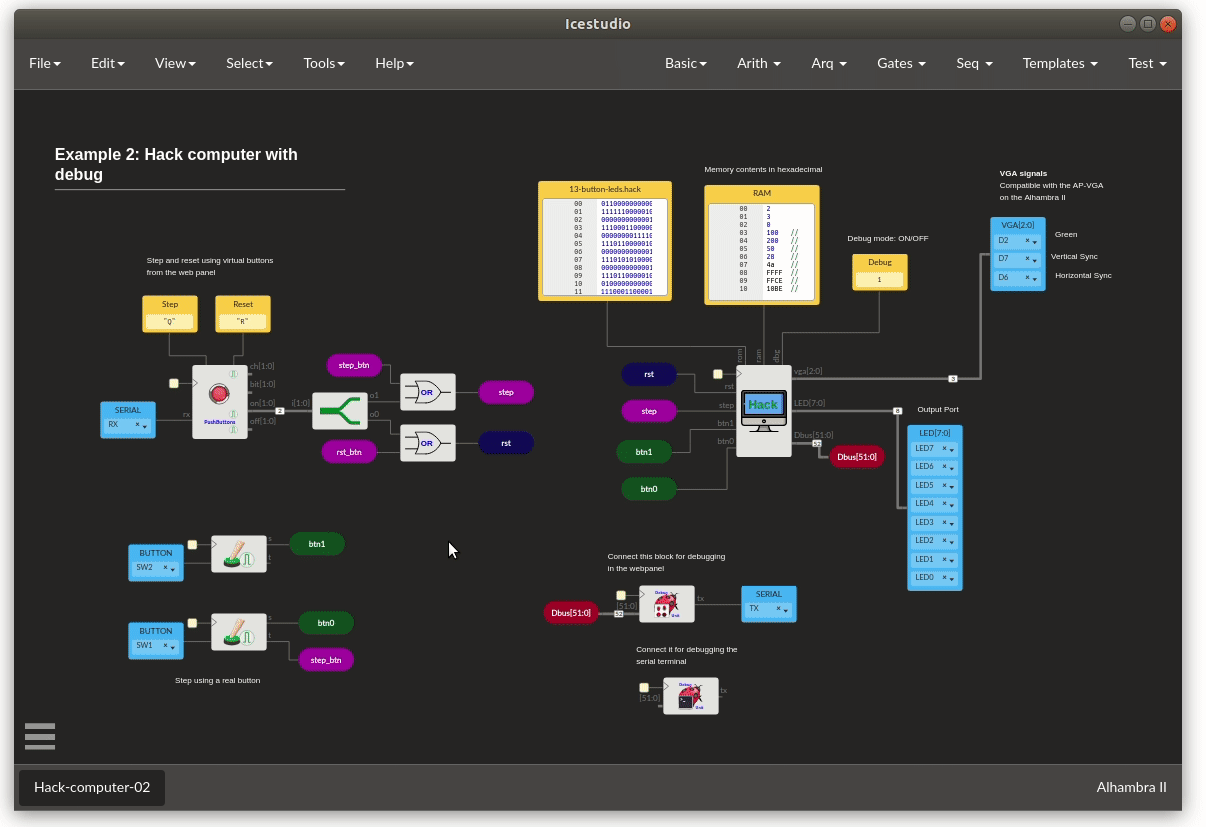 Icestudio
File Edit View Select Tools Help Basic Arith Arq Gates Seq Templates Test
Example 2: Hack computer with
debug
Step and reset using virtual buttons
from the web panel
Step
"Q"
Reset
"R"
ch[1:0]
bit[1:0]
on[1:0]
off[1:0]
rx
PushButtons
SERIAL
RX
2
i[1:0]
o1
o0
step_btn
OR
step
rst_btn
OR
rst
BUTTON
SW2
s
t
btn1
BUTTON
SW1
s
t
btn0
step_btn
Step using a real button
13-button-leds.hack
00 0110000000000
01 1111110000010
02 0000000000001
03 1110001100000
04 0000000011110
05 1110110000010
06 0000000000001
07 1110101010000
08 0000000000001
09 1110110000010
10 0100000000000
11 1110001100001
Memory contents in hexadecimal
RAM
00 2
01 3
02 0
03 100 //
04 200 //
05 50 //
06 28 //
07 4a //
08 FFFF //
09 FFCE //
10 10BE //
Debug mode: ON/OFF
Debug
1
VGA signals
Compatible with the AP-VGA
on the Alhambra II
VGA[2:0]
D2
D7
D6
Green
Vertical Sync
Horizontal Sync
rom
ram
dbg
rst
step
btn1
btn0
rst
step
btn1
btn0
Hack
vga[2:0]
3
LED[7:0]
8
Dbus[51:0]
52
Dbus[51:0]
Output Port
LED[7:0]
LED7
LED6
LED5
LED4
LED3
LED2
LED1
LED0
Connect this block for debugging
in the webpanel
Dbus[51:0]
52
[51:0]
Debug
Unit
tx
SERIAL
TX
Connect it for debugging the
serial terminal
[51:0]
Debug
Unit
tx
Hack-computer-02
Alhambra II